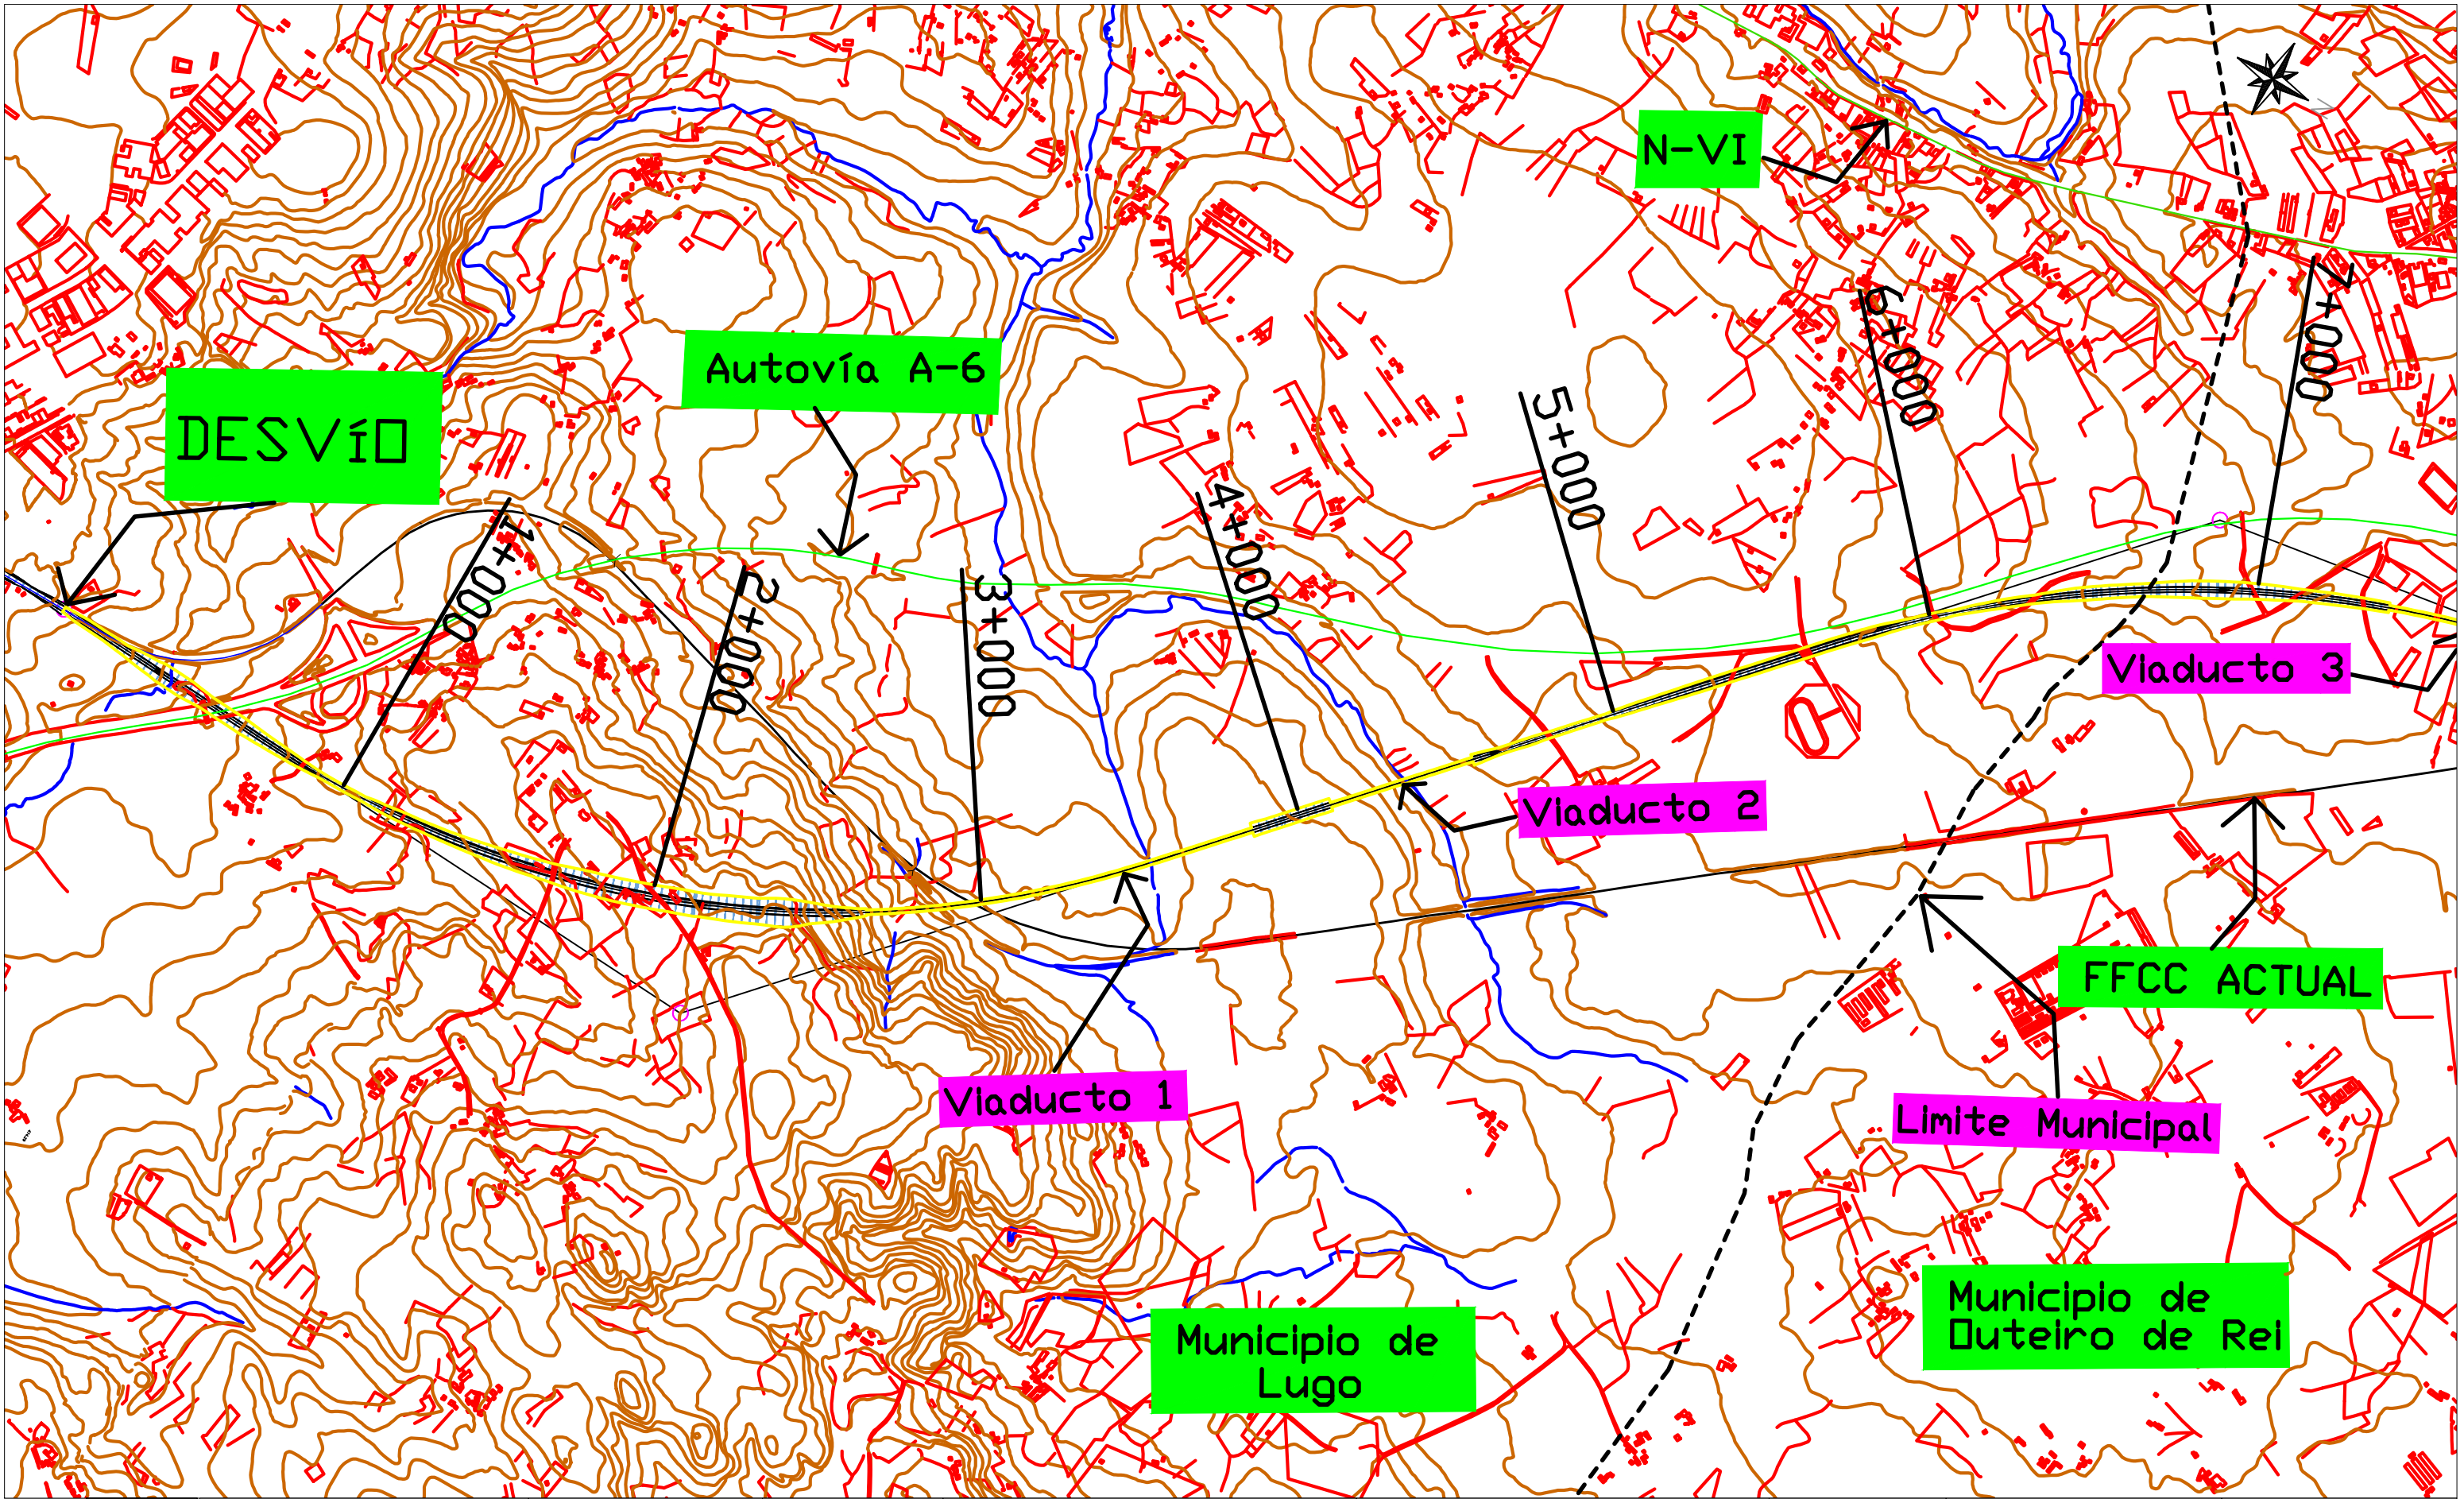 N-VI
Autovía A-6
DESVíO
1+000
2+000
3+000
4+000
5+000
6+000
7+000
Viaducto 3
Viaducto 2
FFCC ACTUAL
Viaducto 1
Limite Municipal
Municipio de
Outeiro de Rei
Municipio de
Lugo